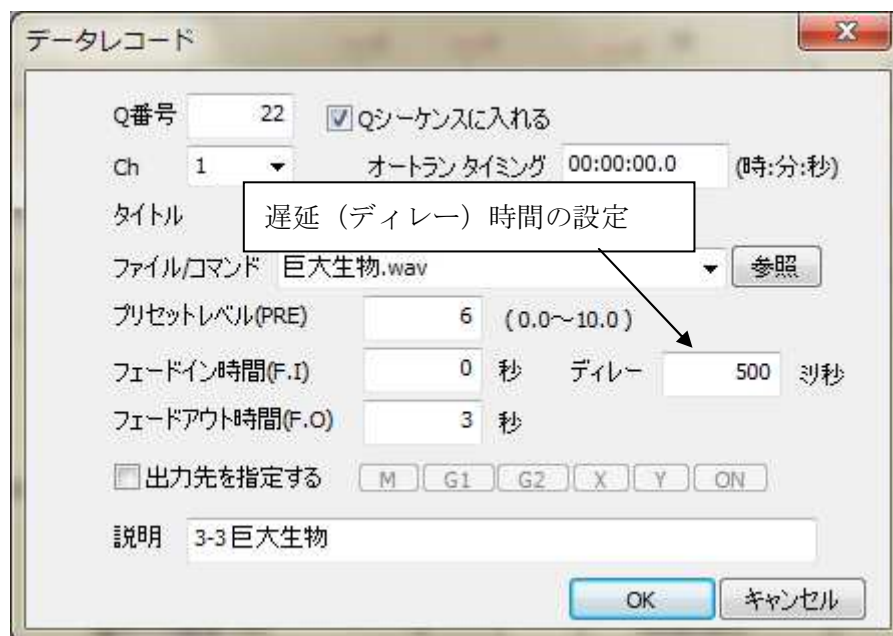 データレコード
Q番号 22 Qシーケンスに入れる
Ch 1 オートラン タイミング 00:00:00.0 (時:分:秒)
タイトル
遅延（ディレー）時間の設定
ファイル/コマンド 巨大生物.wav 参照
プリセットレベル(PRE) 6 (0.0～10.0)
フェードイン時間(F.I) 0 秒 ディレー 500 ミリ秒
フェードアウト時間(F.O) 3 秒
出力先を指定する M G1 G2 X Y ON
説明 3-3巨大生物
OK キャンセル